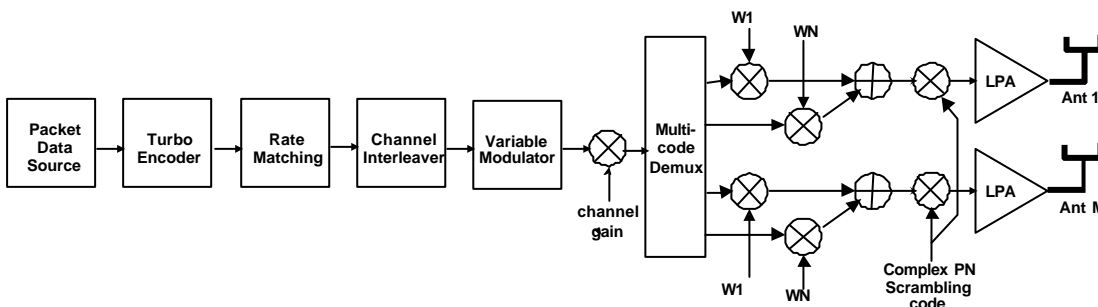 W1
WN
LPA
Ant 1
Packet
Data
Source
Turbo
Encoder
Rate
Matching
Channel
Interleaver
Variable
Modulator
channel
gain
Multi-
code
Demux
LPA
Ant M
W1
WN
Complex PN
Scrambling
code